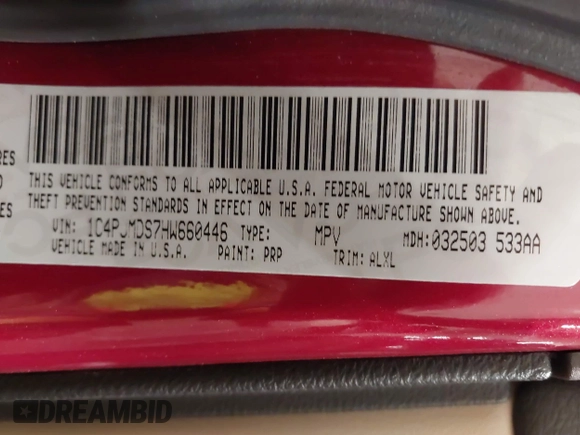 RES
THIS VEHICLE CONFORMS TO ALL APPLICABLE U.S.A. FEDERAL MOTOR VEHICLE SAFETY AND
THEFT PREVENTION STANDARDS IN EFFECT ON THE DATE OF MANUFACTURE SHOWN ABOVE.
ES
VIN: 1C4PJMDS7HW660446 TYPE: MPV MDH: 032503 533AA
VEHICLE MADE IN U.S.A. PAINT: PRP TRIM: ALXL
DREAMBID